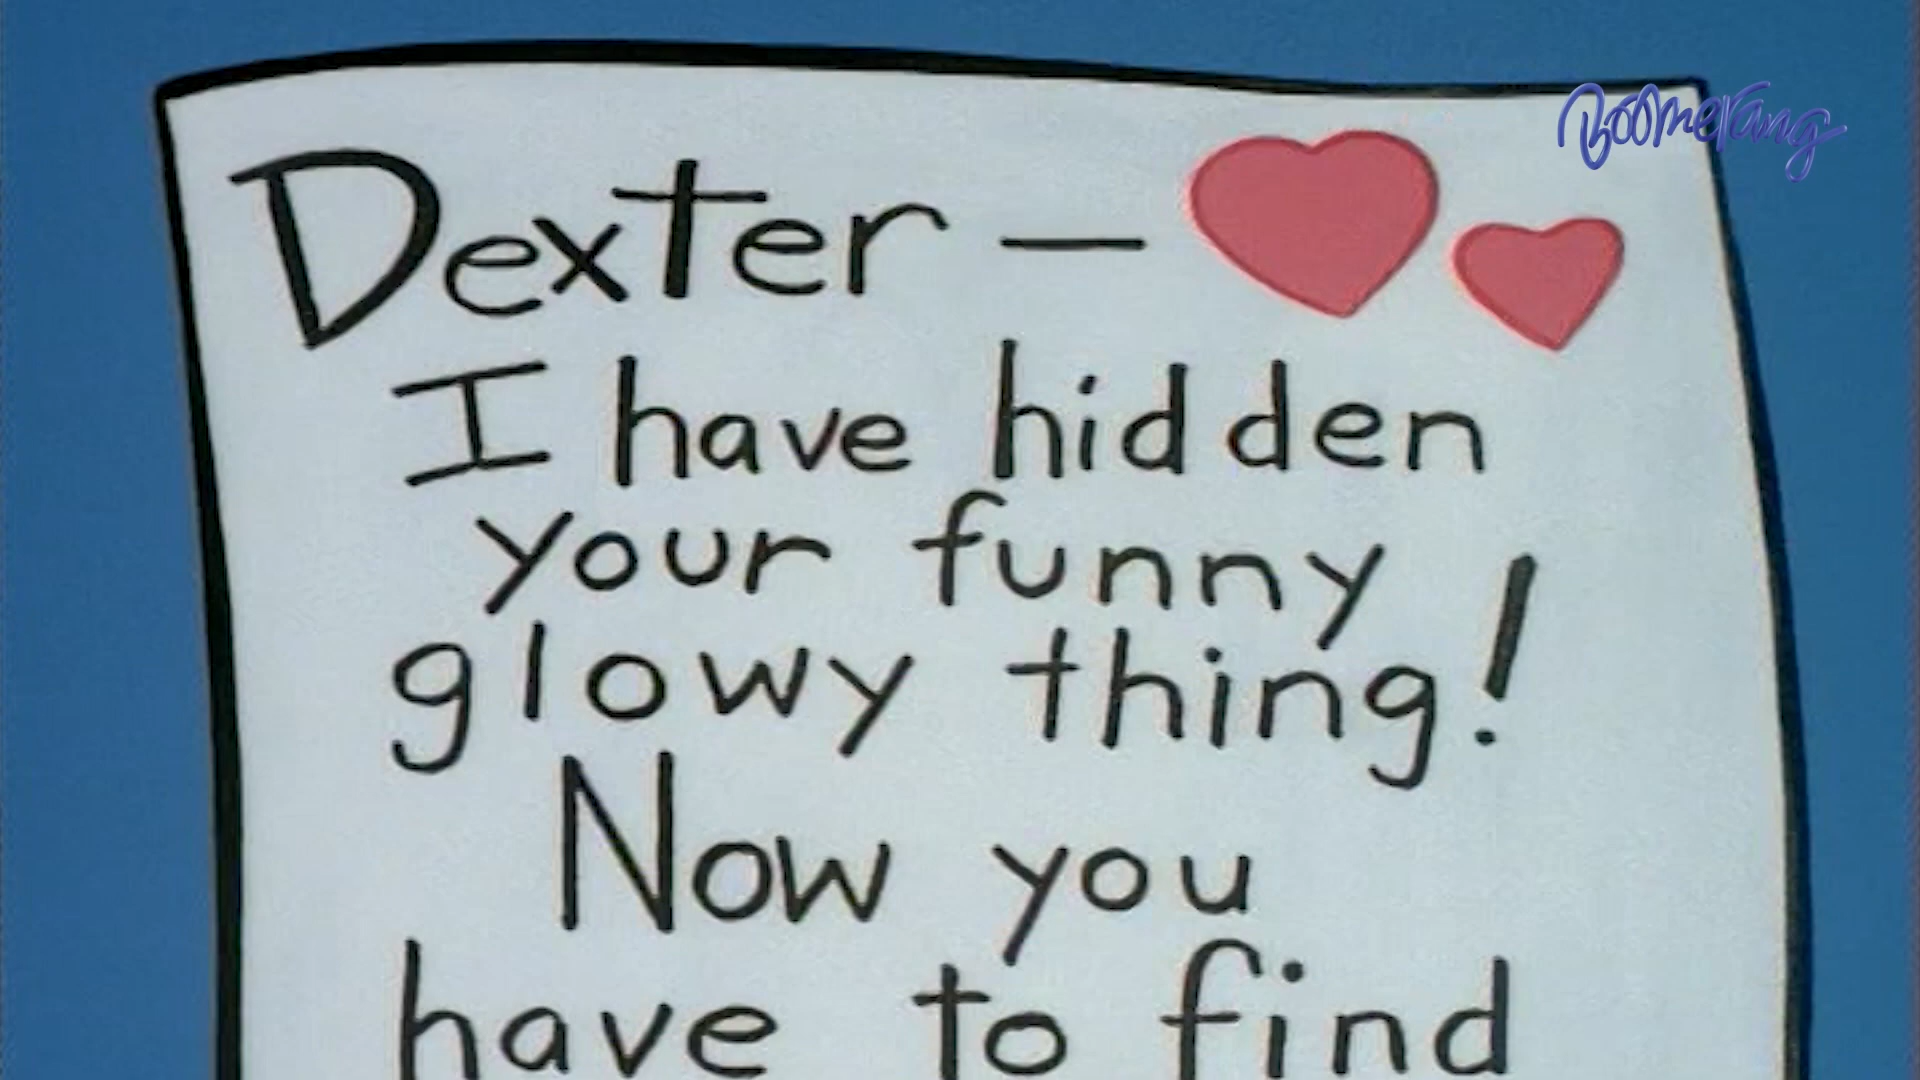 Boomerang
Dexter –
I have hidden
your funny
glowy thing!
Now you
have to find